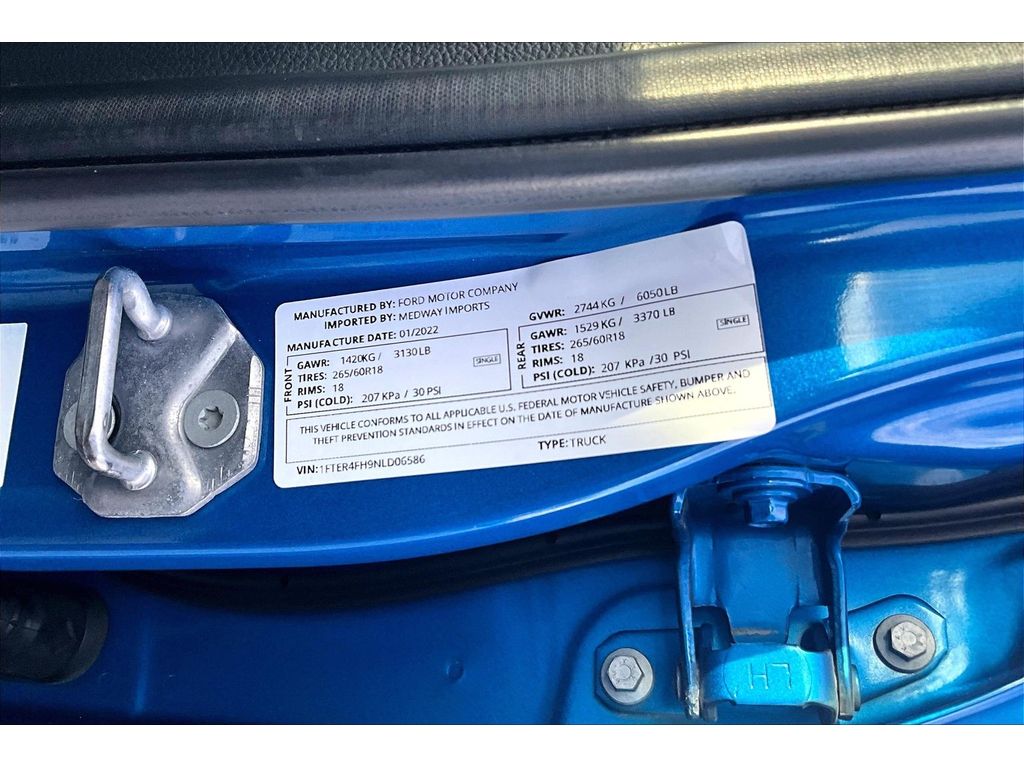 MANUFACTURED BY: FORD MOTOR COMPANY
IMPORTED BY: MEDWAY IMPORTS
MANUFACTURE DATE: 01/2022
FRONT
GAWR: 1420KG / 3130 LB
TIRES: 265/60R18
SINGLE
RIMS: 18
PSI (COLD): 207 KPa / 30 PSI
GVWR: 2744 KG / 6050 LB
REAR
GAWR: 1529 KG / 3370 LB
TIRES: 265/60R18
SINGLE
RIMS: 18
PSI (COLD): 207 KPa / 30 PSI
THIS VEHICLE CONFORMS TO ALL APPLICABLE U.S. FEDERAL MOTOR VEHICLE SAFETY, BUMPER AND
THEFT PREVENTION STANDARDS IN EFFECT ON THE DATE OF MANUFACTURE SHOWN ABOVE.
VIN: 1FTER4FH9NLD06586 TYPE: TRUCK
LH